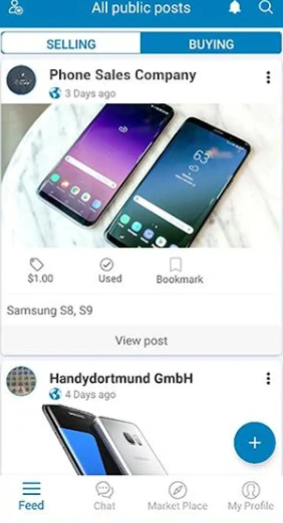 All public posts
SELLING
BUYING
Phone Sales Company
3 Days ago
63
$1.00
Used
Bookmark
Samsung S8, S9
View post
Handydortmund GmbH
4 Days ago
+
Feed
Chat
Market Place
My Profile